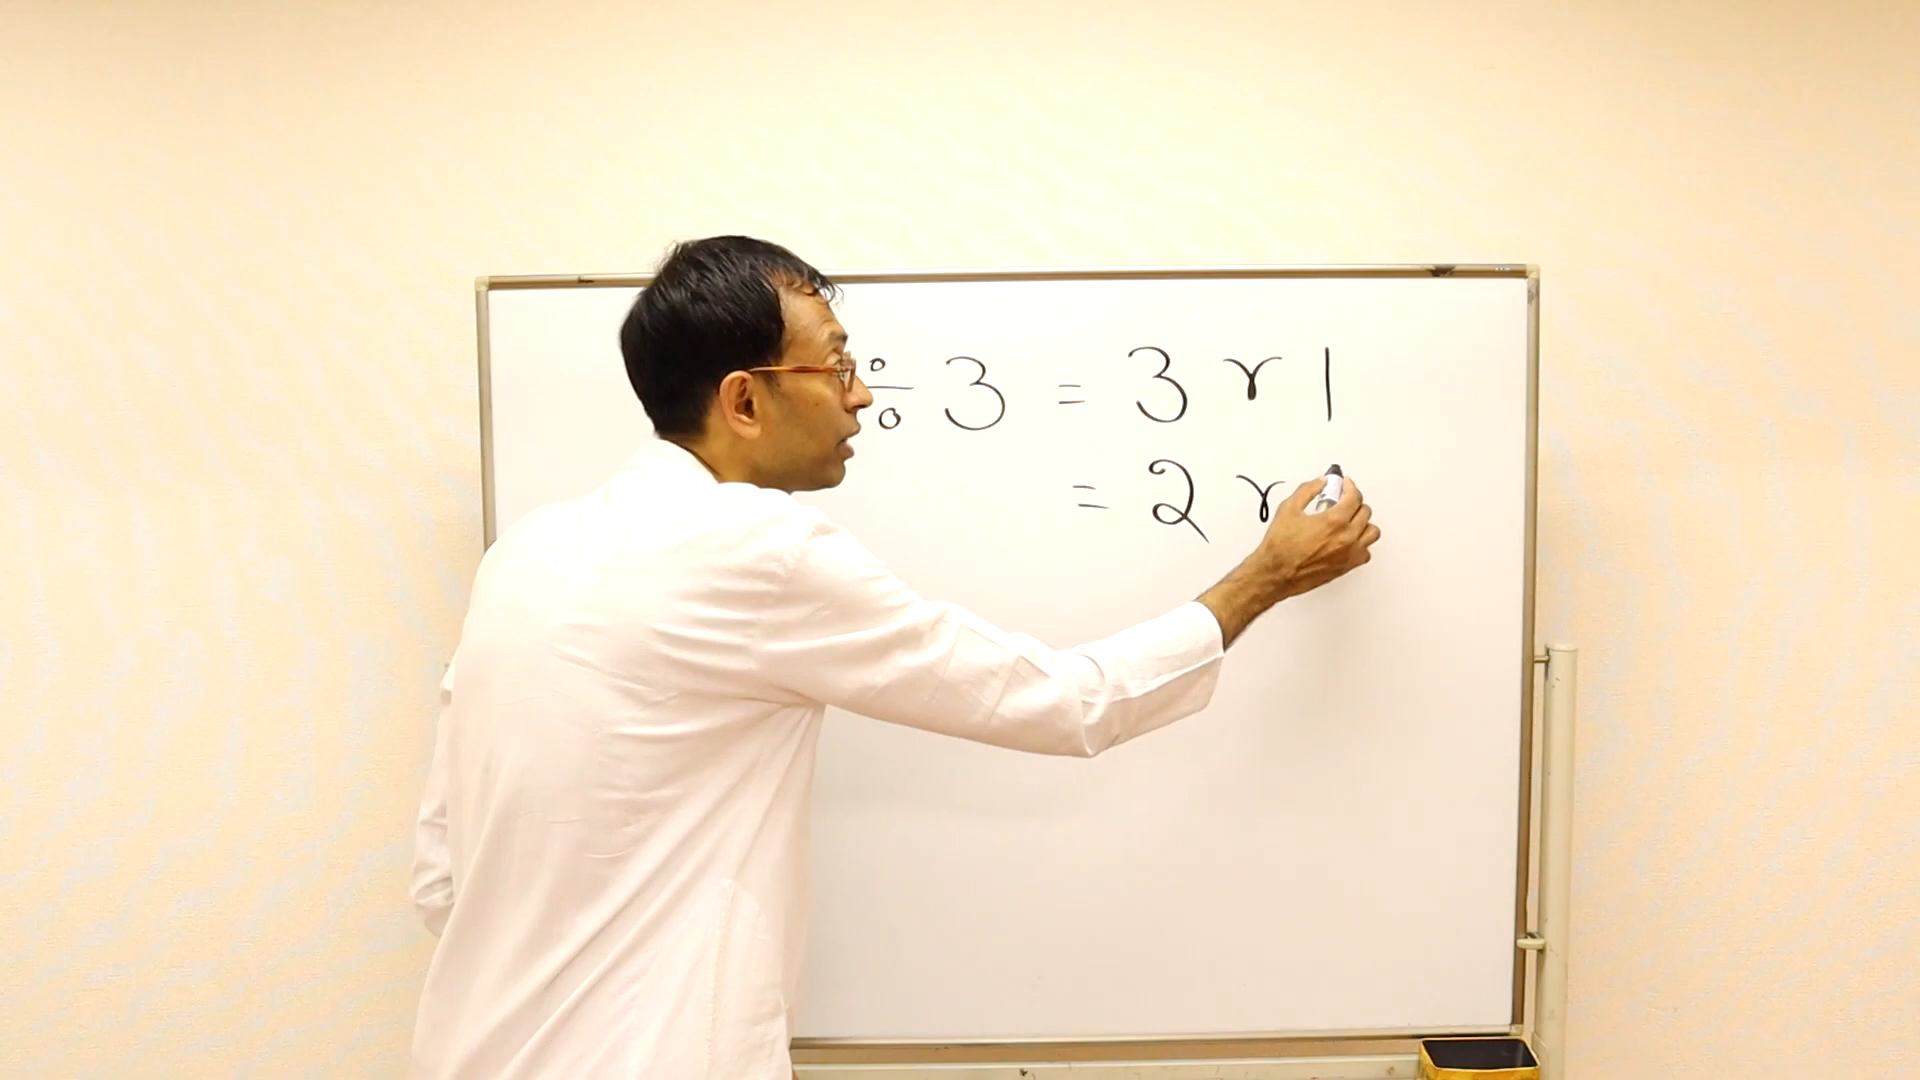 ÷ 3 = 3 r 1
= 2 r